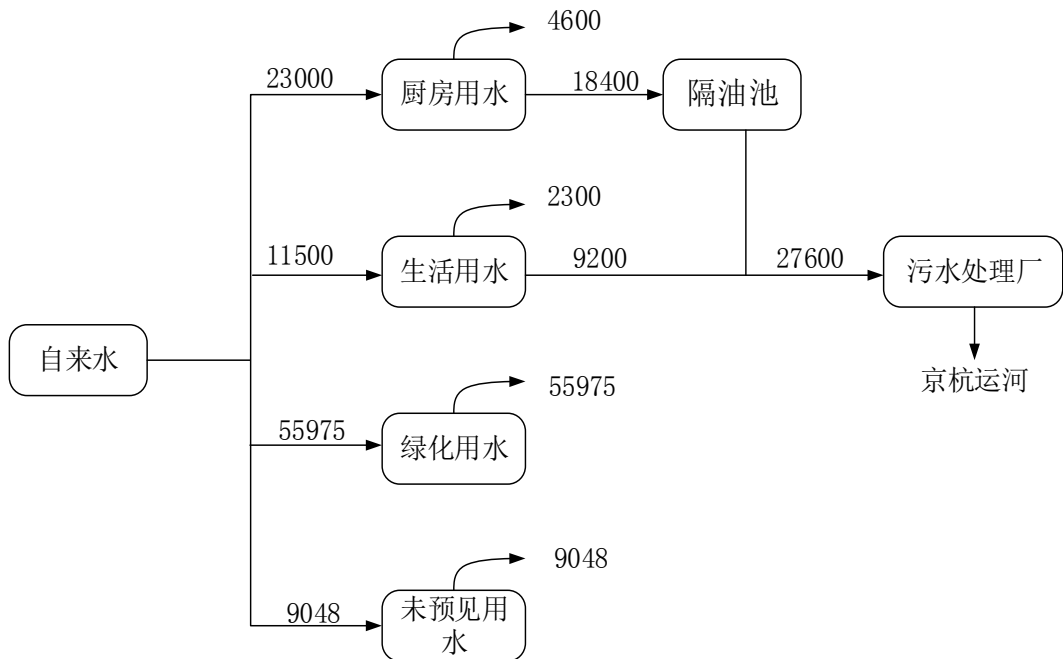 4600
23000
厨房用水
18400
隔油池
2300
11500
生活用水
9200
27600
污水处理厂
自来水
京杭运河
55975
55975
绿化用水
9048
9048
未预见用
水